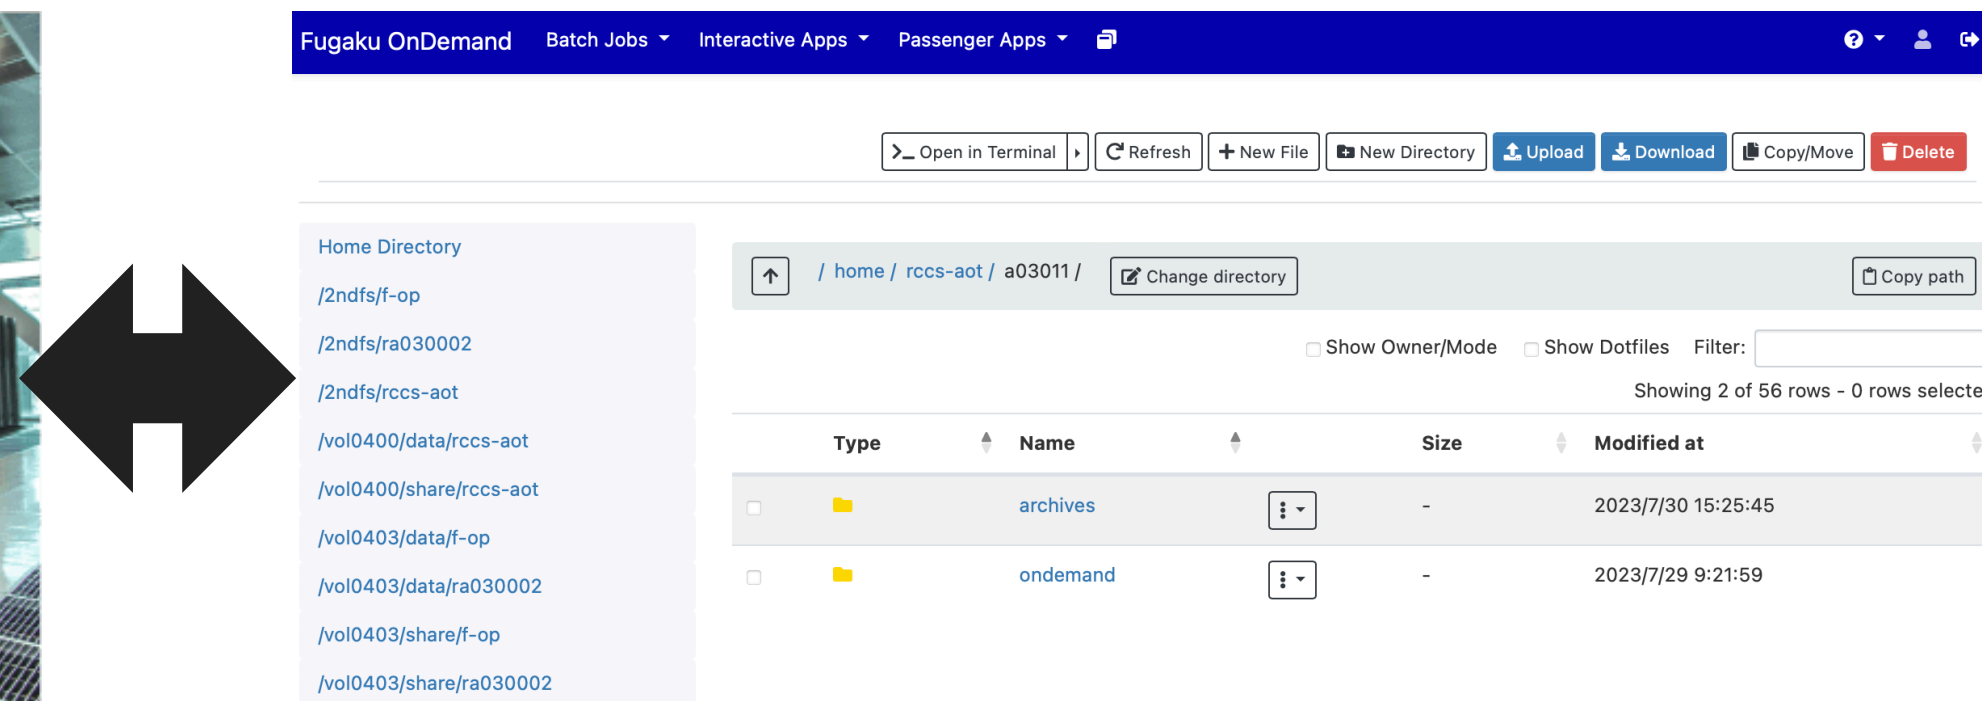 Fugaku OnDemand Batch Jobs Interactive Apps Passenger Apps
Open in Terminal Refresh New File New Directory Upload Download Copy/Move Delete
Home Directory
/2ndfs/f-op
/2ndfs/ra030002
/2ndfs/rccs-aot
/vol0400/data/rccs-aot
/vol0400/share/rccs-aot
/vol0403/data/f-op
/vol0403/data/ra030002
/vol0403/share/f-op
/vol0403/share/ra030002
/ home / rccs-aot / a03011 / Change directory Copy path
Show Owner/Mode Show Dotfiles Filter:
Showing 2 of 56 rows - 0 rows selecte
Type Name Size Modified at
archives - 2023/7/30 15:25:45
ondemand - 2023/7/29 9:21:59